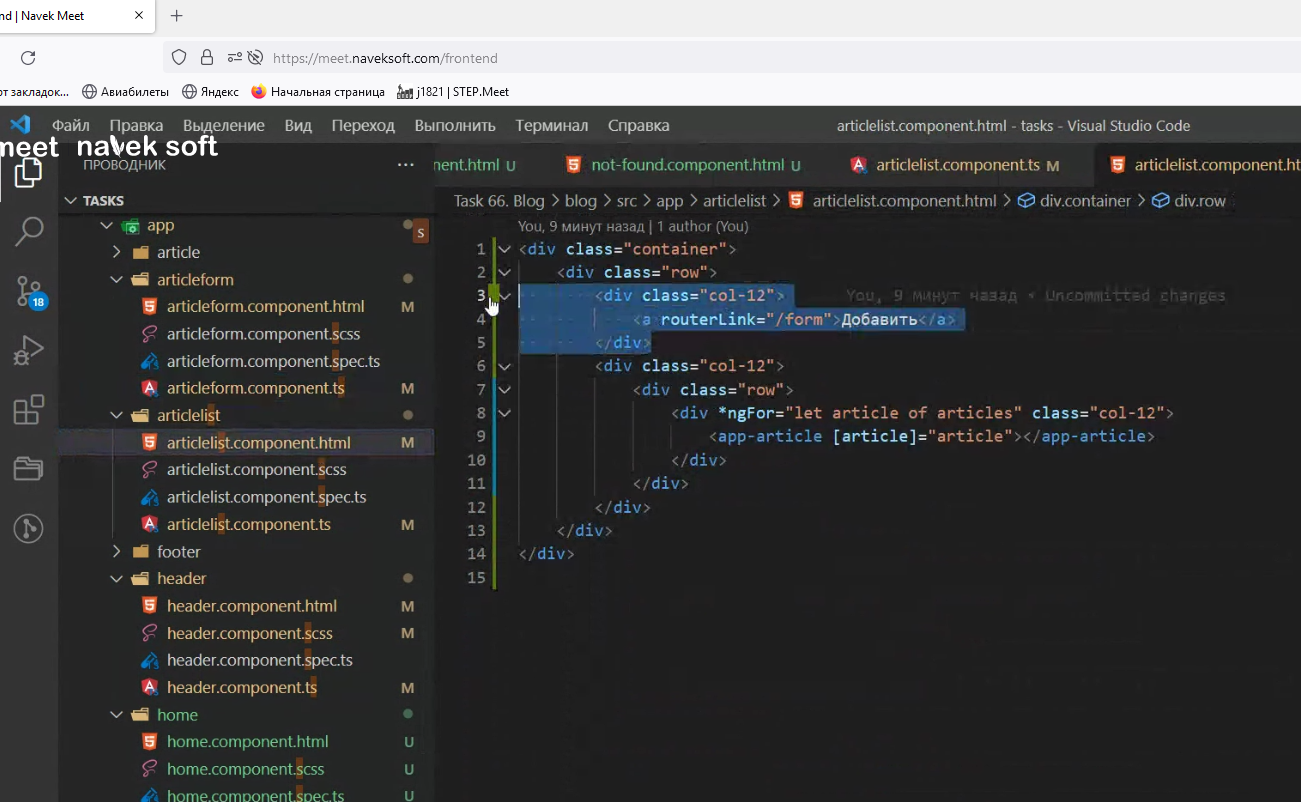 nd | Navek Meet
https://meet.naveksoft.com/frontend
от закладок...
Авиабилеты
Яндекс
Начальная страница
j1821 | STEP.Meet
Файл Правка Выделение Вид Переход Выполнить Терминал Справка
articlelist.component.html - tasks - Visual Studio Code
meet navek soft
ПРОВОДНИК
nent.html U
not-found.component.html U
articlelist.component.ts M
articlelist.component.ht
TASKS
Task 66. Blog > blog > src > app > articlelist > articlelist.component.html > div.container > div.row
app
S
article
articleform
articleform.component.html M
articleform.component.scss
articleform.component.spec.ts
articleform.component.ts M
articlelist
articlelist.component.html M
articlelist.component.scss
articlelist.component.spec.ts
articlelist.component.ts M
footer
header
header.component.html M
header.component.scss M
header.component.spec.ts
header.component.ts M
home
home.component.html U
home.component.scss U
home.component.spec.ts U
18
You, 9 минут назад | 1 author (You)
1 <div class="container">
2 <div class="row">
3 <div class="col-12"> You, 9 минут назад • Uncommitted changes
4 <a routerLink="/form">Добавить</a>
5 </div>
6 <div class="col-12">
7 <div class="row">
8 <div *ngFor="let article of articles" class="col-12">
9 <app-article [article]="article"></app-article>
10 </div>
11 </div>
12 </div>
13 </div>
14 </div>
15